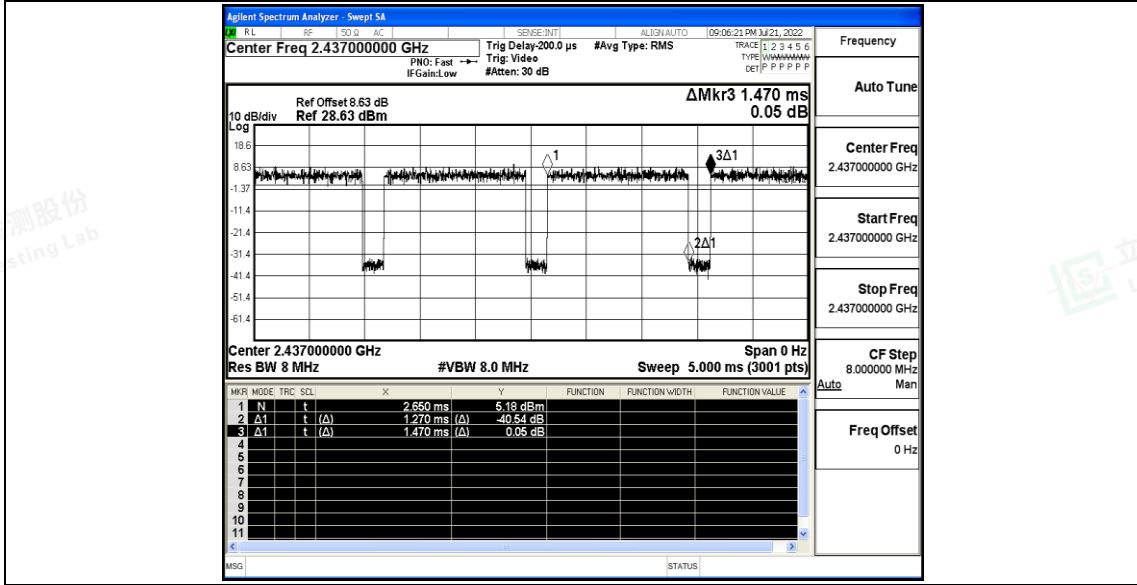 Agilent Spectrum Analyzer - Swept SA
RL RF 50 Ω AC SENSE:INT ALIGN AUTO 09:06:21 PM Jul 21, 2022
Center Freq 2.437000000 GHz
PNO: Fast
IFGain:Low
Trig Delay-200.0 µs
Trig: Video
#Atten: 30 dB
#Avg Type: RMS
TRACE 1 2 3 4 5 6
TYPE
DET P P P P P P
Frequency
ΔMkr3 1.470 ms
0.05 dB
Ref Offset 8.63 dB
10 dB/div Ref 28.63 dBm
Log
18.6
8.63
-1.37
-11.4
-21.4
-31.4
-41.4
-51.4
-61.4
1
3Δ1
2Δ1
Center 2.437000000 GHz Span 0 Hz
Res BW 8 MHz #VBW 8.0 MHz Sweep 5.000 ms (3001 pts)
MKR MODE TRC SCL X Y FUNCTION FUNCTION WIDTH FUNCTION VALUE
1 N t 2.650 ms 5.18 dBm
2 Δ1 t (Δ) 1.270 ms (Δ) -40.54 dB
3 Δ1 t (Δ) 1.470 ms (Δ) 0.05 dB
4
5
6
7
8
9
10
11
MSG STATUS
Auto Tune
Center Freq
2.437000000 GHz
Start Freq
2.437000000 GHz
Stop Freq
2.437000000 GHz
CF Step
8.000000 MHz
Auto Man
Freq Offset
0 Hz
测股份
sting Lab
立